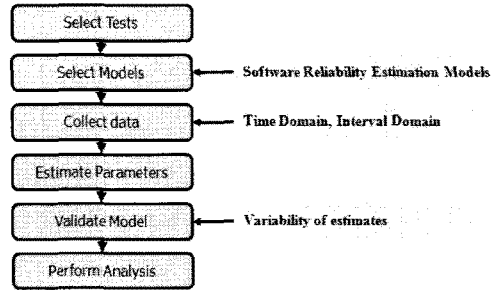 Select Tests
Select Models
Software Reliability Estimation Models
Collect data
Time Domain, Interval Domain
Estimate Parameters
Validate Model
Variability of estimates
Perform Analysis